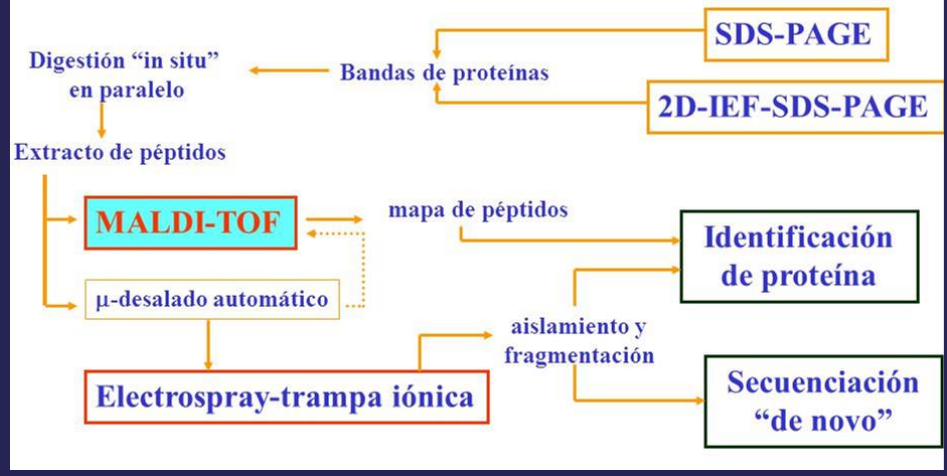 SDS-PAGE
Digestión “in situ”
en paralelo
Bandas de proteínas
2D-IEF-SDS-PAGE
Extracto de péptidos
MALDI-TOF
mapa de péptidos
Identificación
de proteína
µ-desalado automático
aislamiento y
fragmentación
Electrospray-trampa iónica
Secuenciación
“de novo”